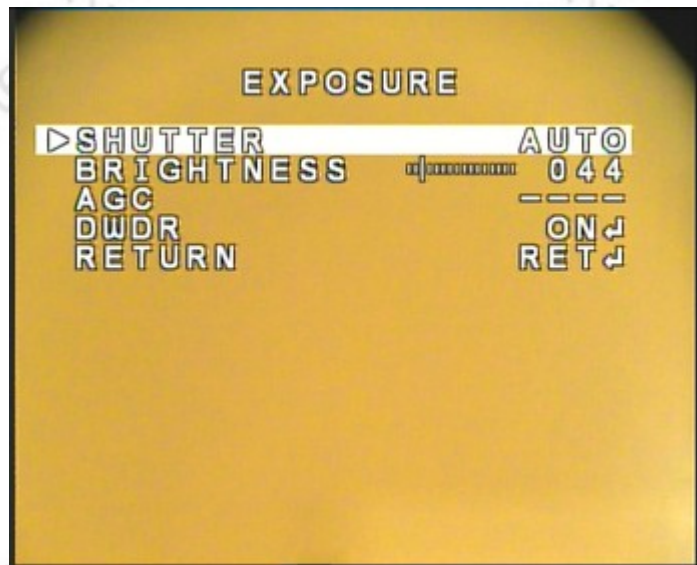 EXPOSURE
▷SHUTTER AUTO
BRIGHTNESS 044
AGC ----
DWDR ON↲
RETURN RET↲